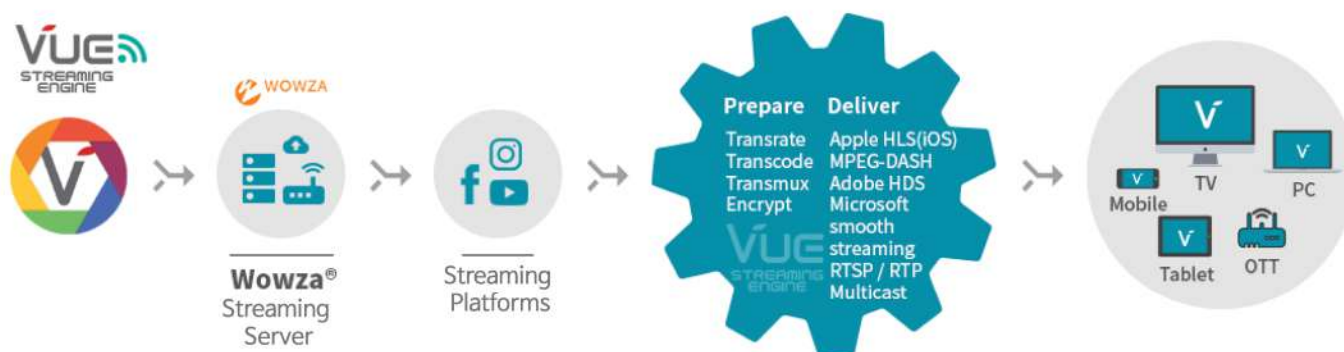 VUE
STREAMING
ENGINE
V
WOWZA
Wowza®
Streaming
Server
Streaming
Platforms
Prepare
Transrate
Transcode
Transmux
Encrypt
Deliver
Apple HLS(iOS)
MPEG-DASH
Adobe HDS
Microsoft
smooth
streaming
RTSP / RTP
Multicast
VUE
STREAMING
ENGINE
V
TV
V
PC
V
Mobile
V
Tablet
OTT